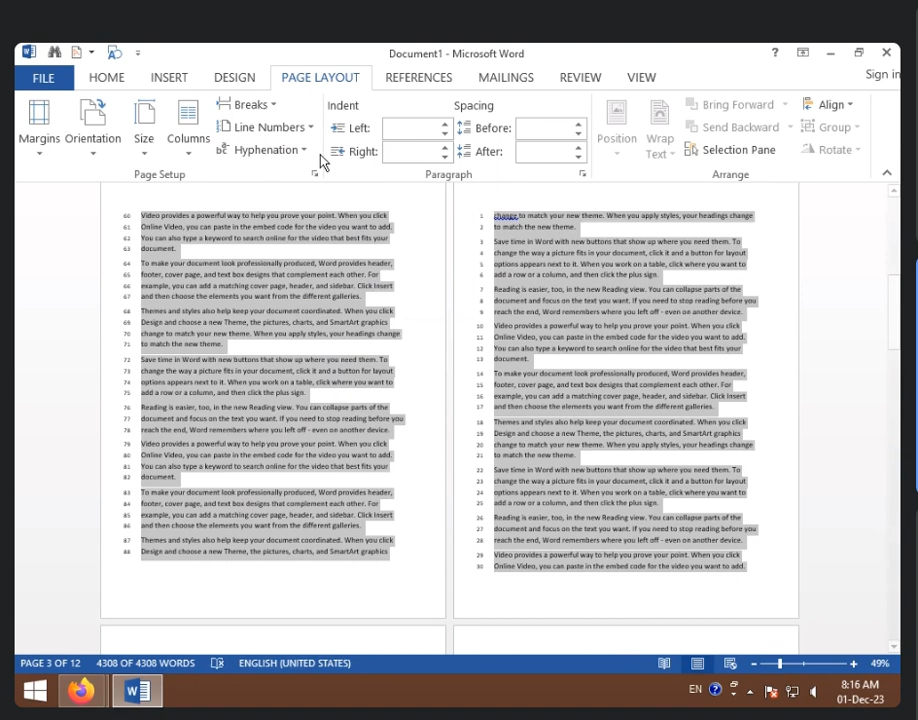 Document1 - Microsoft Word
?
FILE HOME INSERT DESIGN PAGE LAYOUT REFERENCES MAILINGS REVIEW VIEW Sign in
Margins
Orientation
Size
Columns
Breaks
Line Numbers
Hyphenation
Page Setup
Indent
Left:
Right:
Spacing
Before:
After:
Paragraph
Position
Wrap
Text
Bring Forward
Send Backward
Selection Pane
Align
Group
Rotate
Arrange
60 Video provides a powerful way to help you prove your point. When you click
61 Online Video, you can paste in the embed code for the video you want to add.
62 You can also type a keyword to search online for the video that best fits your
63 document.
64 To make your document look professionally produced, Word provides header,
65 footer, cover page, and text box designs that complement each other. For
66 example, you can add a matching cover page, header, and sidebar. Click Insert
67 and then choose the elements you want from the different galleries.
68 Themes and styles also help keep your document coordinated. When you click
69 Design and choose a new Theme, the pictures, charts, and SmartArt graphics
70 change to match your new theme. When you apply styles, your headings change
71 to match the new theme.
72 Save time in Word with new buttons that show up where you need them. To
73 change the way a picture fits in your document, click it and a button for layout
74 options appears next to it. When you work on a table, click where you want to
75 add a row or a column, and then click the plus sign.
76 Reading is easier, too, in the new Reading view. You can collapse parts of the
77 document and focus on the text you want. If you need to stop reading before you
78 reach the end, Word remembers where you left off - even on another device.
79 Video provides a powerful way to help you prove your point. When you click
80 Online Video, you can paste in the embed code for the video you want to add.
81 You can also type a keyword to search online for the video that best fits your
82 document.
83 To make your document look professionally produced, Word provides header,
84 footer, cover page, and text box designs that complement each other. For
85 example, you can add a matching cover page, header, and sidebar. Click Insert
86 and then choose the elements you want from the different galleries.
87 Themes and styles also help keep your document coordinated. When you click
88 Design and choose a new Theme, the pictures, charts, and SmartArt graphics
1 change to match your new theme. When you apply styles, your headings change
2 to match the new theme.
3 Save time in Word with new buttons that show up where you need them. To
4 change the way a picture fits in your document, click it and a button for layout
5 options appears next to it. When you work on a table, click where you want to
6 add a row or a column, and then click the plus sign.
7 Reading is easier, too, in the new Reading view. You can collapse parts of the
8 document and focus on the text you want. If you need to stop reading before you
9 reach the end, Word remembers where you left off - even on another device.
10 Video provides a powerful way to help you prove your point. When you click
11 Online Video, you can paste in the embed code for the video you want to add.
12 You can also type a keyword to search online for the video that best fits your
13 document.
14 To make your document look professionally produced, Word provides header,
15 footer, cover page, and text box designs that complement each other. For
16 example, you can add a matching cover page, header, and sidebar. Click Insert
17 and then choose the elements you want from the different galleries.
18 Themes and styles also help keep your document coordinated. When you click
19 Design and choose a new Theme, the pictures, charts, and SmartArt graphics
20 change to match your new theme. When you apply styles, your headings change
21 to match the new theme.
22 Save time in Word with new buttons that show up where you need them. To
23 change the way a picture fits in your document, click it and a button for layout
24 options appears next to it. When you work on a table, click where you want to
25 add a row or a column, and then click the plus sign.
26 Reading is easier, too, in the new Reading view. You can collapse parts of the
27 document and focus on the text you want. If you need to stop reading before you
28 reach the end, Word remembers where you left off - even on another device.
29 Video provides a powerful way to help you prove your point. When you click
30 Online Video, you can paste in the embed code for the video you want to add.
PAGE 3 OF 12 4308 OF 4308 WORDS ENGLISH (UNITED STATES) 49%
EN 8:16 AM
01-Dec-23